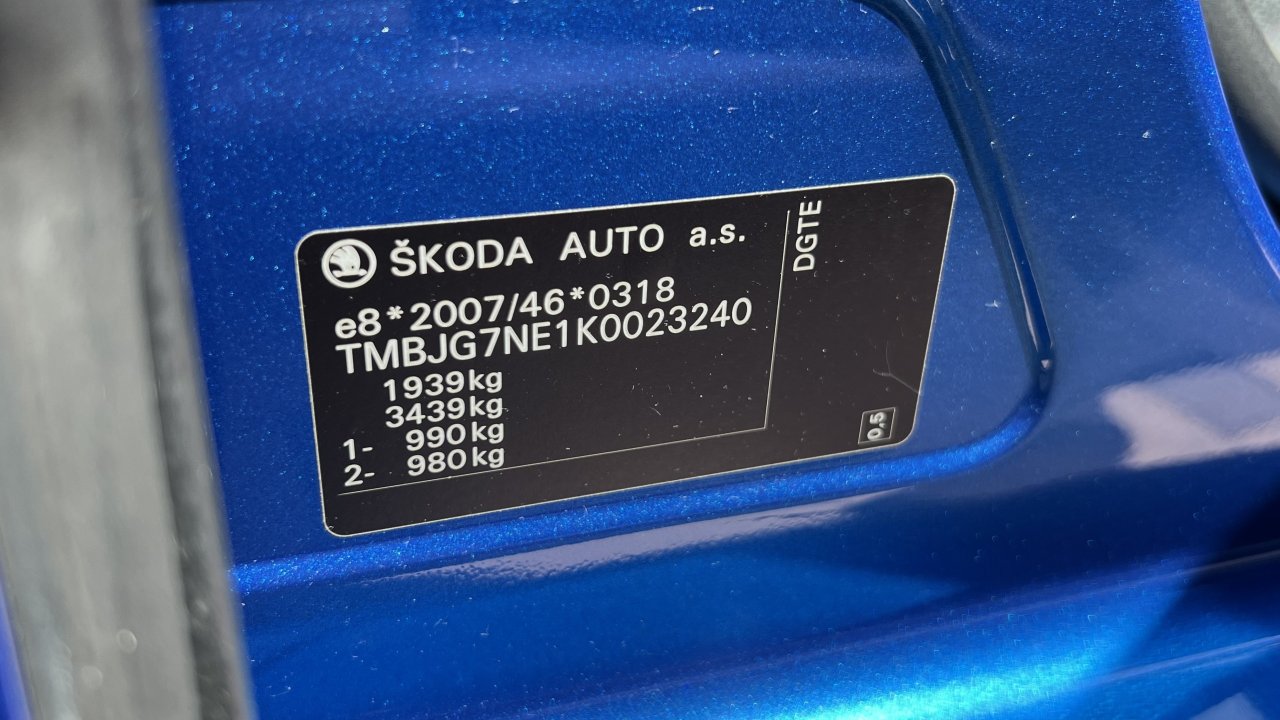 ŠKODA AUTO a.s.
e8*2007/46*0318
TMBJG7NE1K0023240
1939kg
3439kg
1- 990kg
2- 980kg
DGTE
0,5